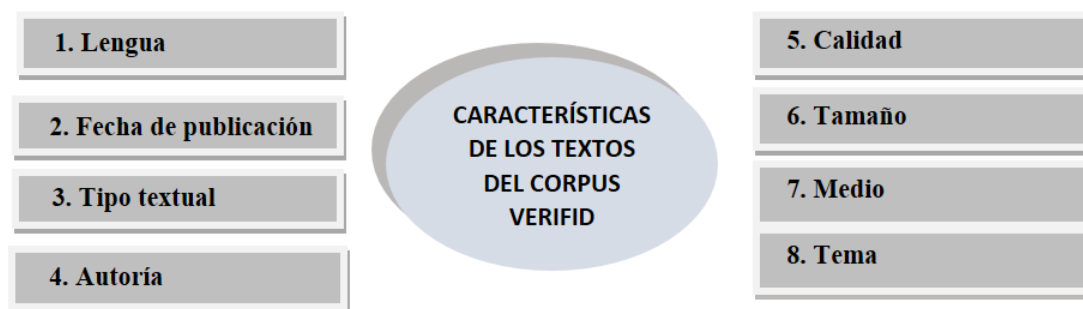 1. Lengua
2. Fecha de publicación
3. Tipo textual
4. Autoría
CARACTERÍSTICAS
DE LOS TEXTOS
DEL CORPUS
VERIFID
5. Calidad
6. Tamaño
7. Medio
8. Tema